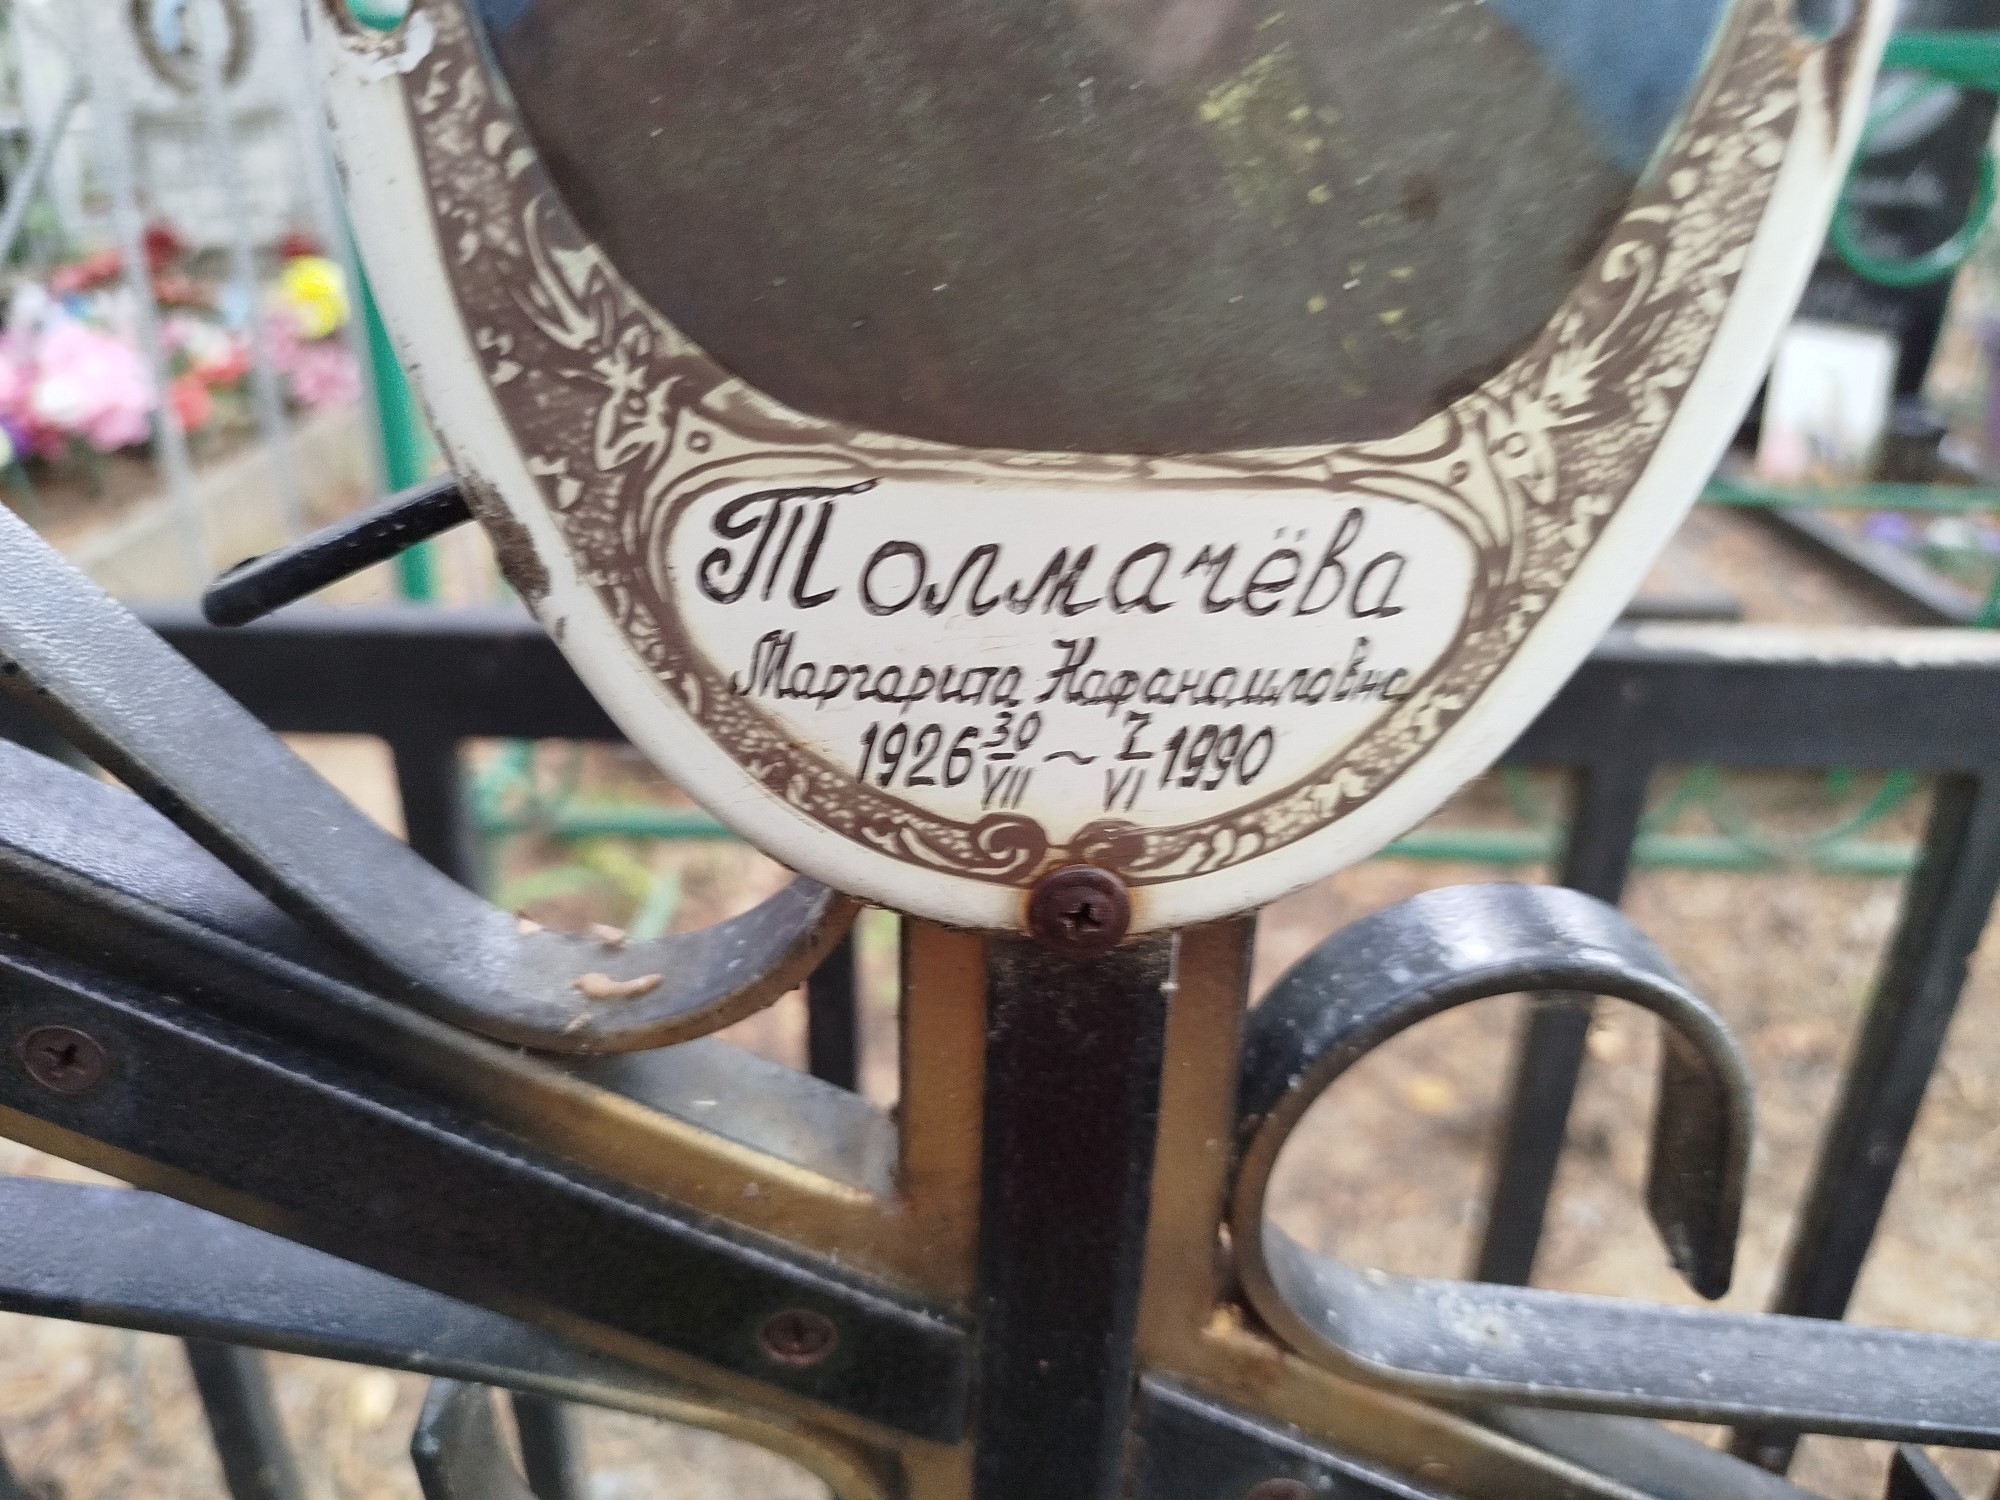 Толмачёва
Маргарита Нафанаиловна
1926 30/VII ~ 7/VI 1990